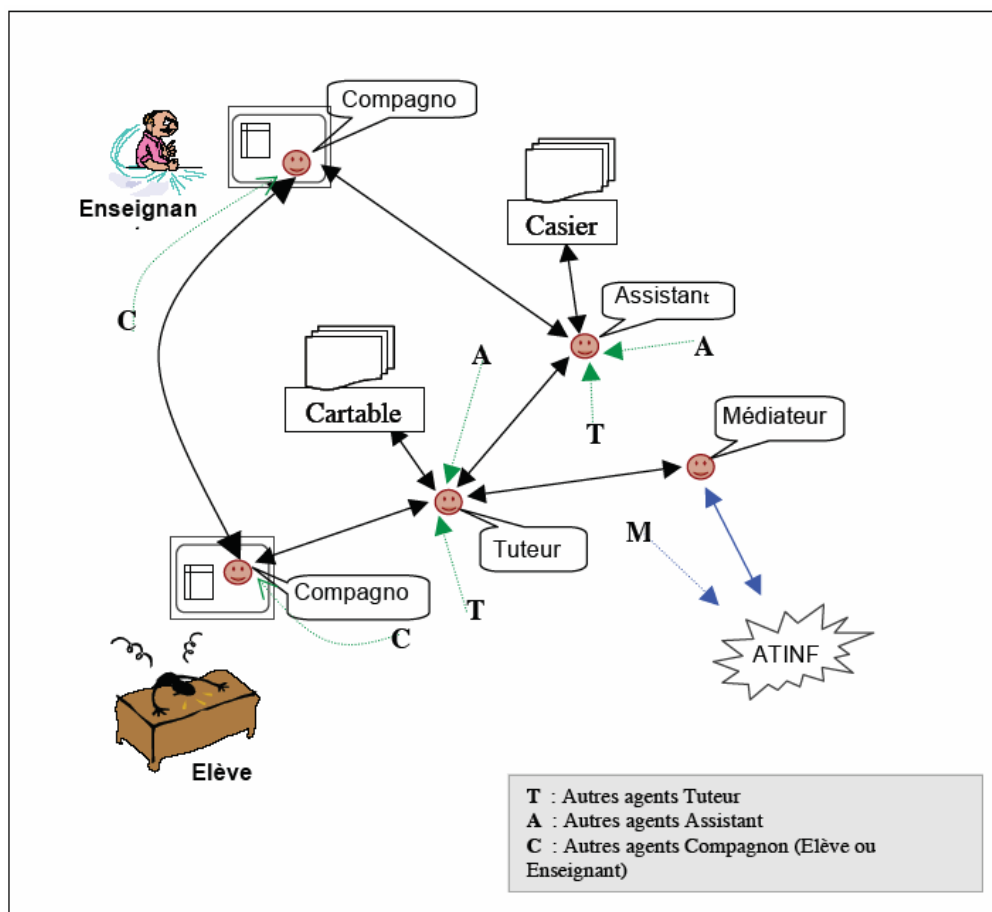 Compagno
Enseignan
.
Casier
Assistant
C
A
A
Cartable
T
Médiateur
M
Tuteur
Compagno
T
C
ATINF
Elève
T : Autres agents Tuteur
A : Autres agents Assistant
C : Autres agents Compagnon (Elève ou
Enseignant)